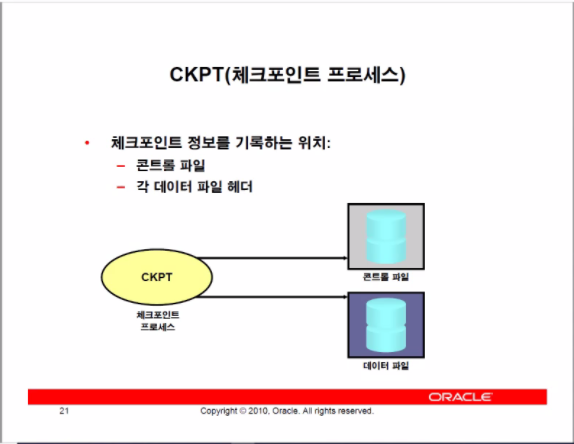 CKPT(체크포인트 프로세스)
• 체크포인트 정보를 기록하는 위치:
– 콘트롤 파일
– 각 데이터 파일 헤더
CKPT
체크포인트
프로세스
콘트롤 파일
데이터 파일
ORACLE
21
Copyright © 2010, Oracle. All rights reserved.